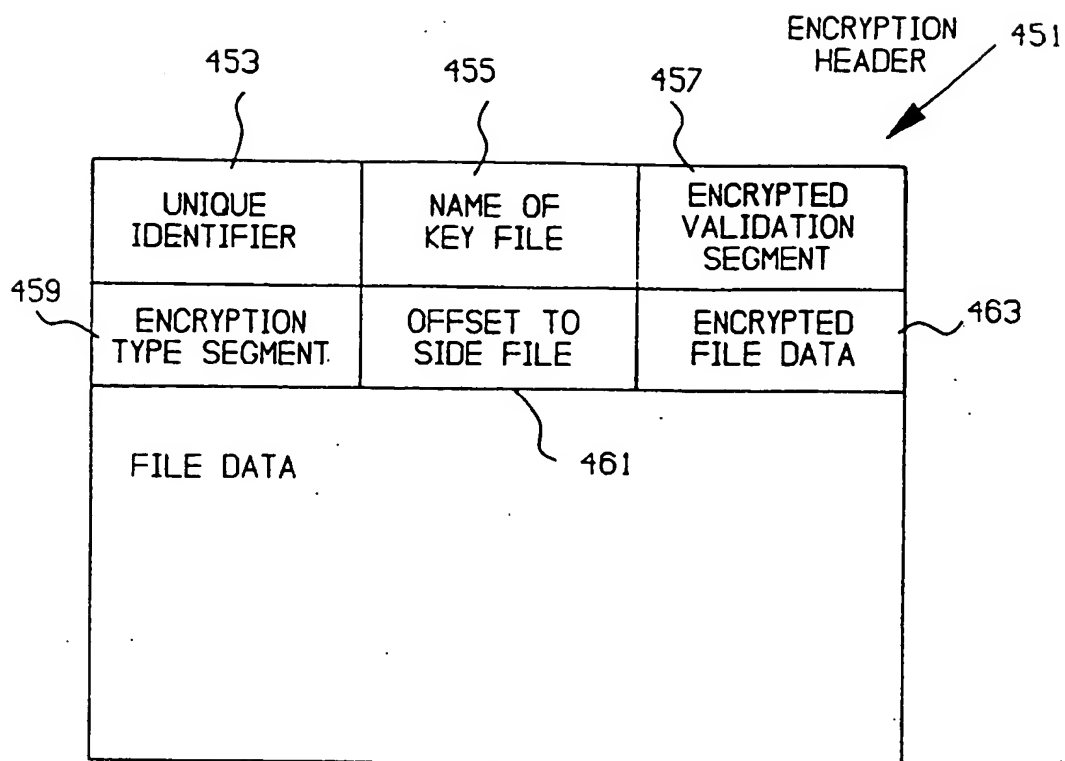 ENCRYPTION
HEADER
451
453
455
457
UNIQUE
IDENTIFIER
NAME OF
KEY FILE
ENCRYPTED
VALIDATION
SEGMENT
459
ENCRYPTION
TYPE SEGMENT
OFFSET TO
SIDE FILE
ENCRYPTED
FILE DATA
463
461
FILE DATA